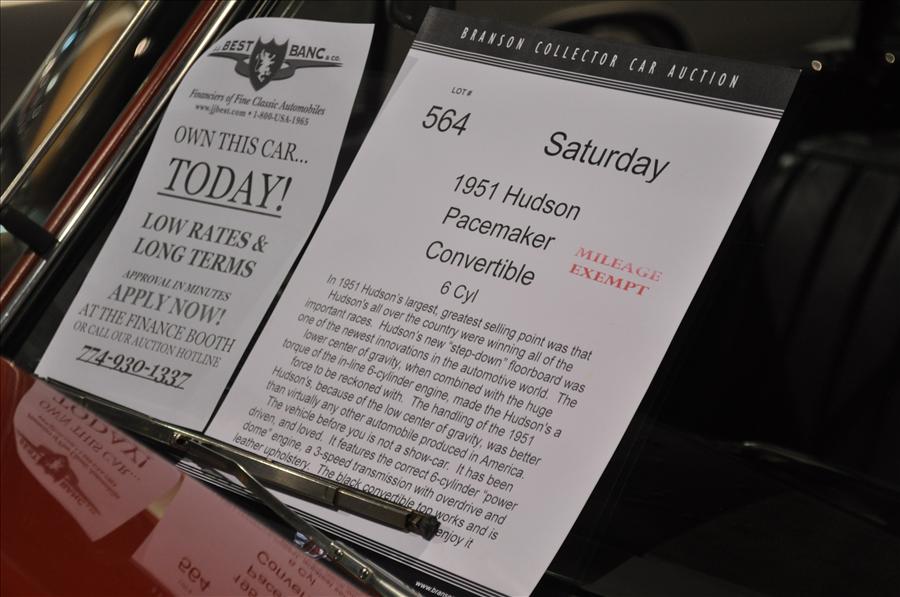 J.J. BEST BANC & CO.
Financiers of Fine Classic Automobiles
www.jjbest.com • 1-800-USA-1965
OWN THIS CAR...
TODAY!
LOW RATES &
LONG TERMS
APPROVAL IN MINUTES
APPLY NOW!
AT THE FINANCE BOOTH
OR CALL OUR AUCTION HOTLINE
774-930-1337
BRANSON COLLECTOR CAR AUCTION
LOT #
564
Saturday
1951 Hudson
Pacemaker
Convertible
6 Cyl
MILEAGE
EXEMPT
In 1951 Hudson's largest, greatest selling point was that
Hudson's all over the country were winning all of the
important races. Hudson's new "step-down" floorboard was
one of the newest innovations in the automotive world. The
lower center of gravity, when combined with the huge
torque of the in-line 6-cylinder engine, made the Hudson's a
force to be reckoned with. The handling of the 1951
Hudson's, because of the low center of gravity, was better
than virtually any other automobile produced in America.
The vehicle before you is not a show-car. It has been
driven, and loved. It features the correct 6-cylinder "power
dome" engine, a 3-speed transmission with overdrive and
leather upholstery. The black convertible top works and is
enjoy it
www.branson